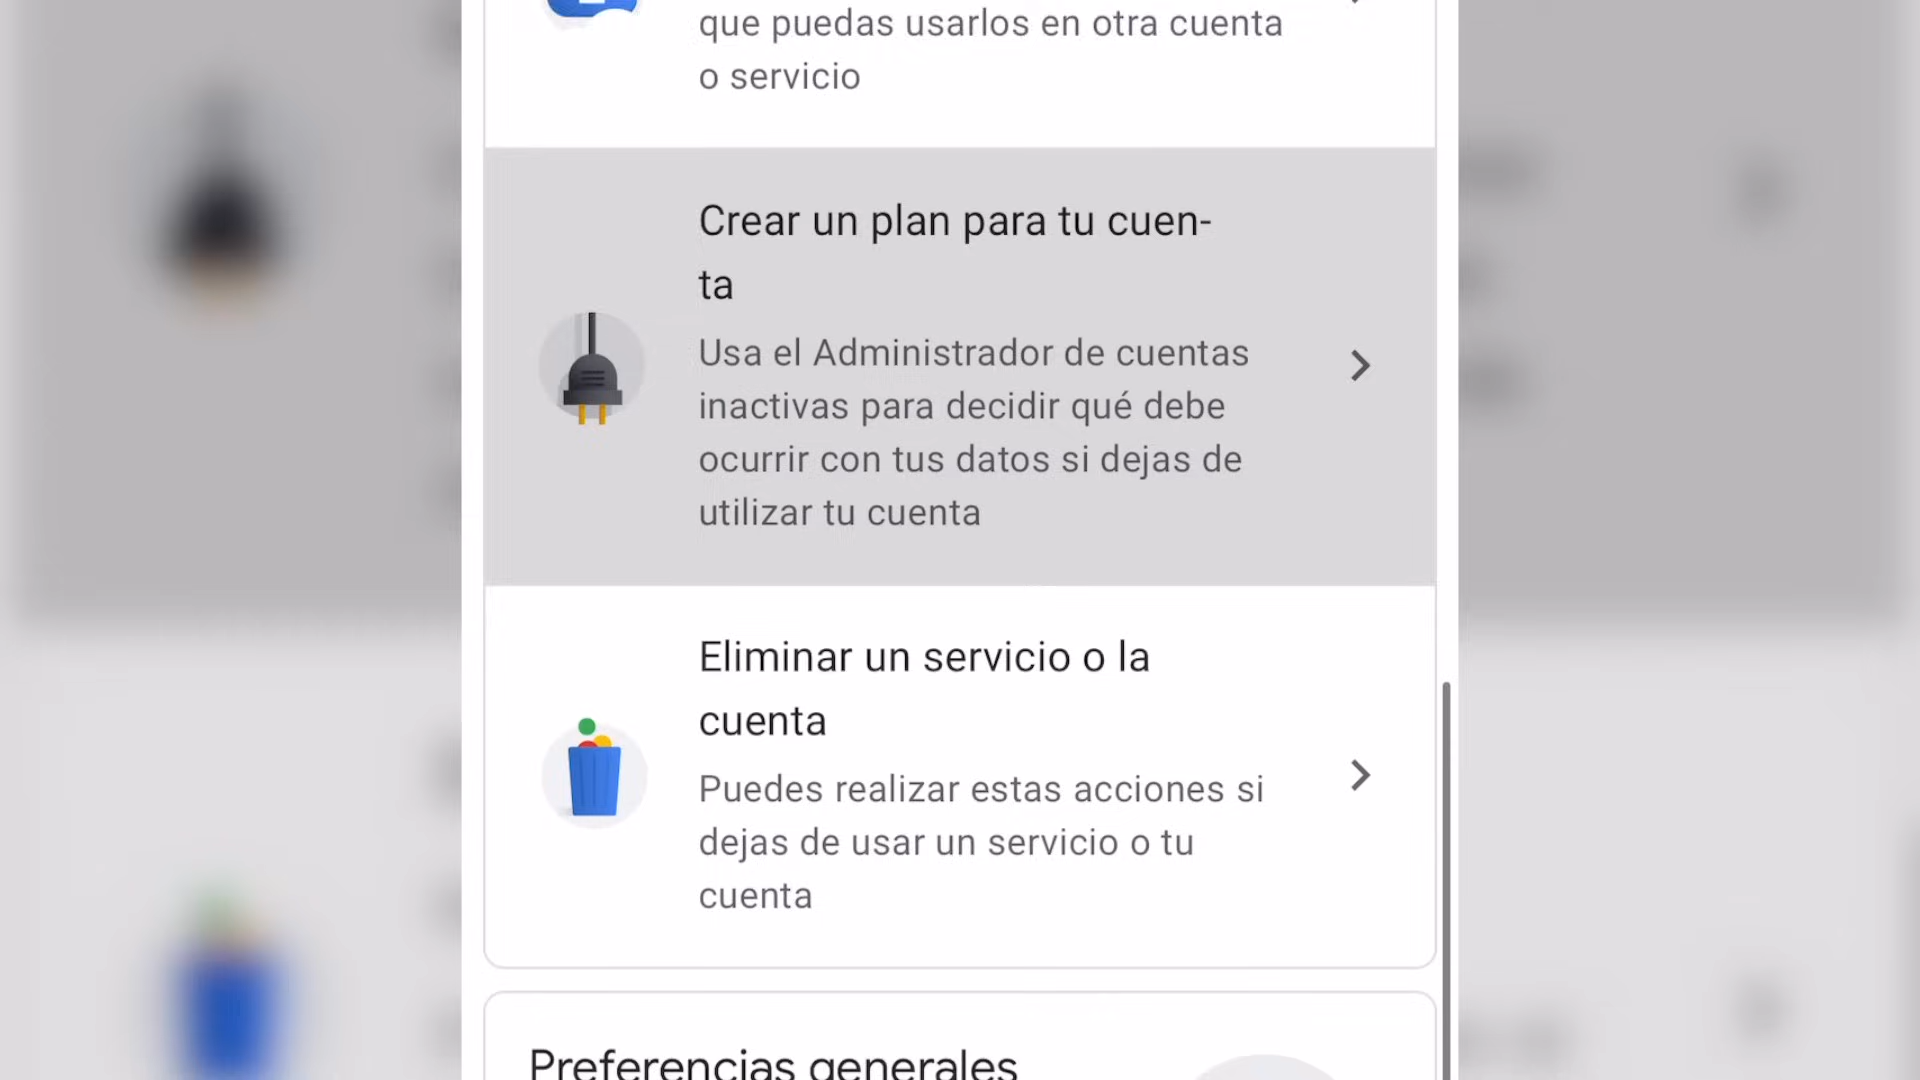 que puedas usarlos en otra cuenta
o servicio
Crear un plan para tu cuen-
ta
Usa el Administrador de cuentas
inactivas para decidir qué debe
ocurrir con tus datos si dejas de
utilizar tu cuenta
Eliminar un servicio o la
cuenta
Puedes realizar estas acciones si
dejas de usar un servicio o tu
cuenta
Preferencias generales